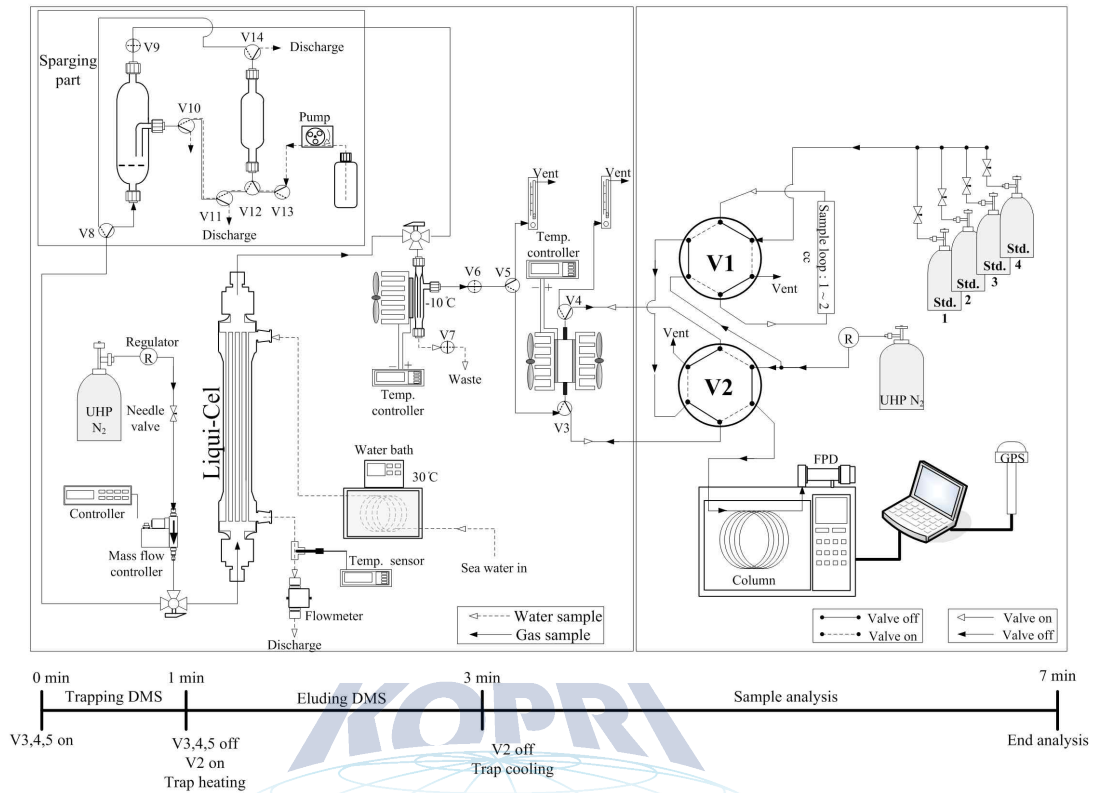 Sparging
part
V9
V14
Discharge
V10
Pump
V11
V12
V13
Discharge
V8
Vent
Vent
Temp.
controller
+
-
V6
V5
V4
-10℃
V7
Waste
- +
Temp.
controller
V3
Regulator
R
UHP
N2
Needle
valve
Liqui-Cel
Controller
Mass flow
controller
Water bath
30℃
Temp. sensor
Sea water in
Flowmeter
Discharge
Water sample
Gas sample
V1
Vent
Sample loop : 1 ~ 2
cc
Std.
1
Std.
2
Std.
3
Std.
4
Vent
V2
R
UHP N2
FPD
GPS
Column
Valve off
Valve on
Valve on
Valve off
0 min
1 min
3 min
7 min
Trapping DMS
Eluding DMS
Sample analysis
V3,4,5 on
V3,4,5 off
V2 on
Trap heating
V2 off
Trap cooling
End analysis
KOPRI